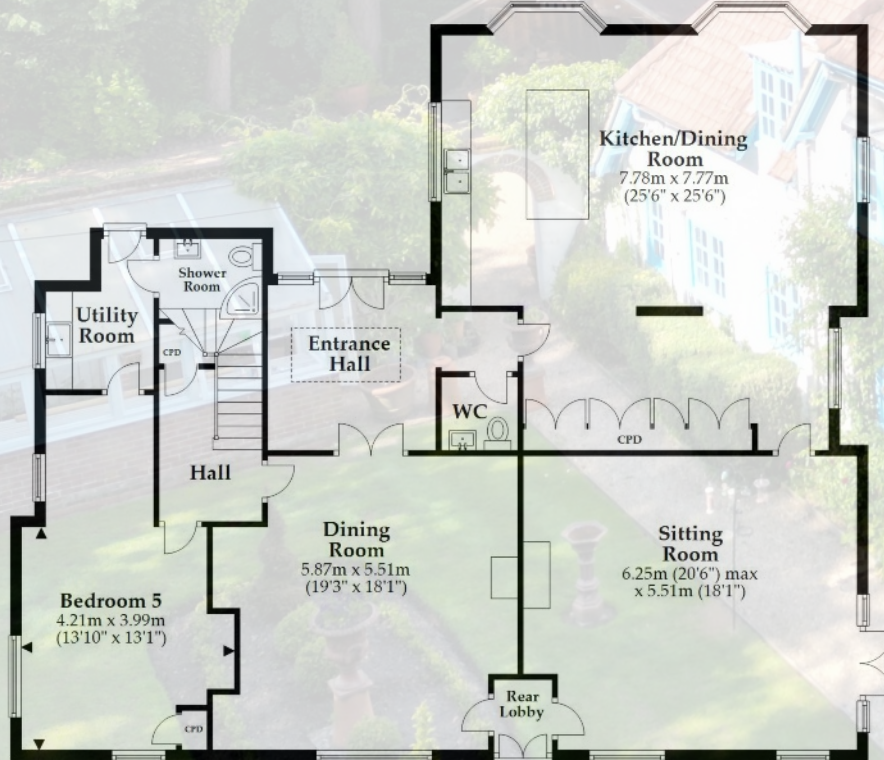 Kitchen/Dining
Room
7.78m x 7.77m
(25'6" x 25'6")
Shower
Room
Utility
Room
CPD
Entrance
Hall
WC
CPD
Hall
Dining
Room
5.87m x 5.51m
(19'3" x 18'1")
Sitting
Room
6.25m (20'6") max
x 5.51m (18'1")
Bedroom 5
4.21m x 3.99m
(13'10" x 13'1")
Rear
Lobby
CPD